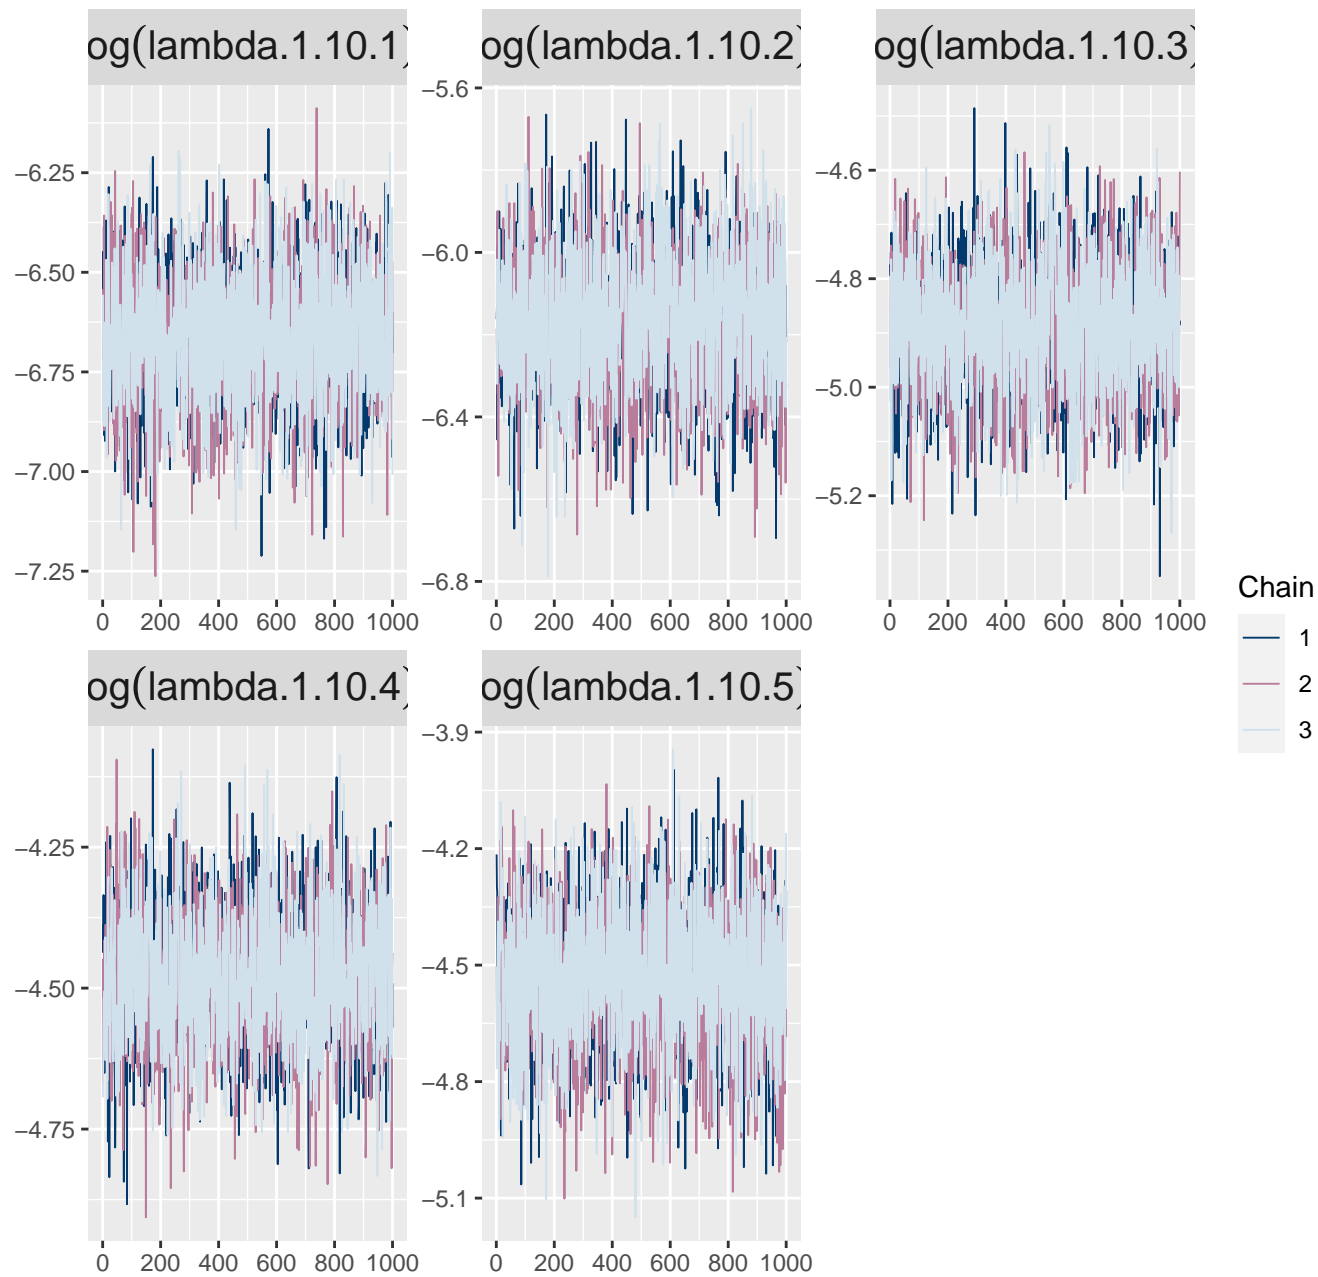 og(lambda.1.10.1)
og(lambda.1.10.2)
og(lambda.1.10.3)
−6.25
−6.50
−6.75
−7.00
−7.25
−5.6
−6.0
−6.4
−6.8
−4.6
−4.8
−5.0
−5.2
0 200 400 600 800 1000
0 200 400 600 800 1000
0 200 400 600 800 1000
og(lambda.1.10.4)
og(lambda.1.10.5)
−4.25
−4.50
−4.75
−3.9
−4.2
−4.5
−4.8
−5.1
0 200 400 600 800 1000
0 200 400 600 800 1000
Chain
1
2
3